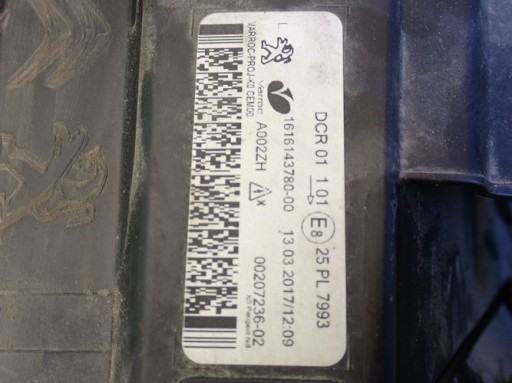 L
DCR 01 1 01 E8 25 PL 7993
1616143780-00 13.03.2017/12:09
Varroc A002ZH 00207236-02
VARROC-PROJ-K0 CEM00